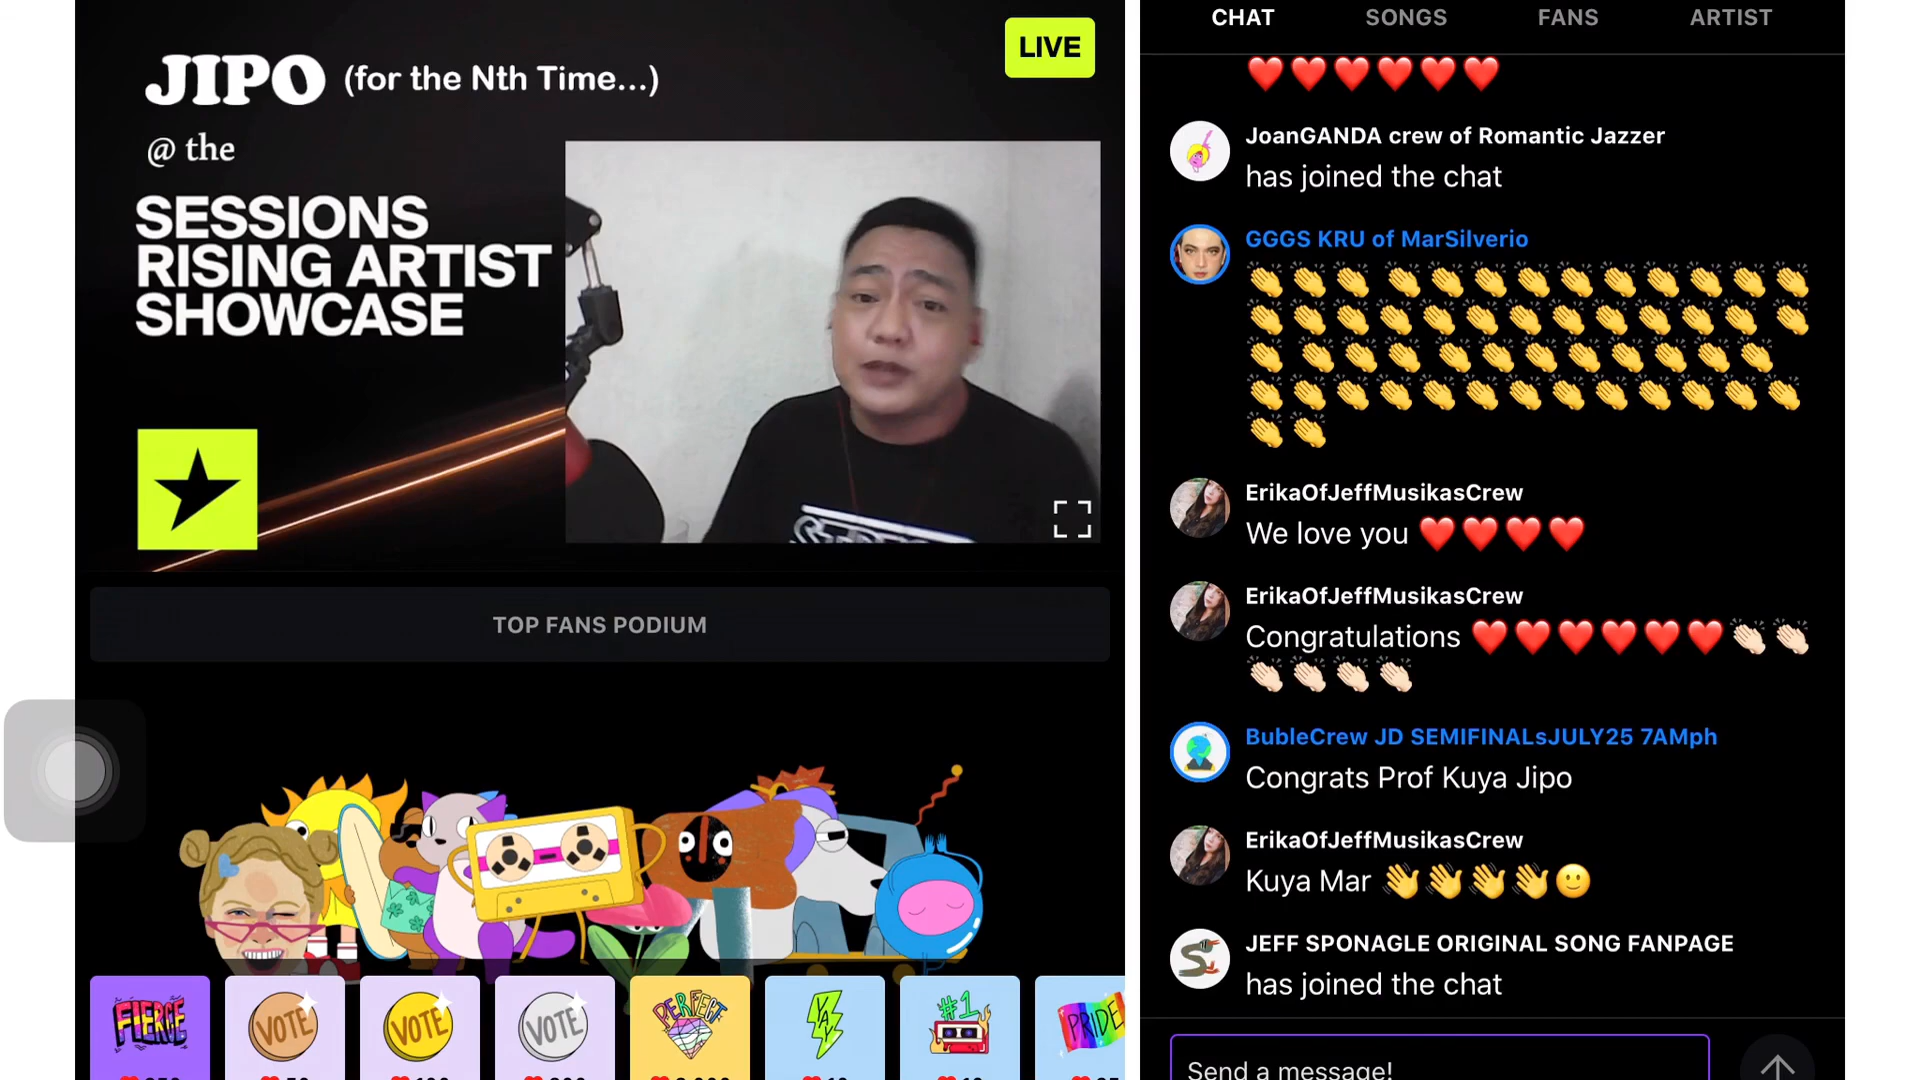 JIPO (for the Nth Time...)
LIVE
@ the
SESSIONS
RISING ARTIST
SHOWCASE
TOP FANS PODIUM
FIERCE
VOTE
VOTE
VOTE
PERFECT
YAY
#1
PRIDE
CHAT SONGS FANS ARTIST
❤️❤️❤️❤️❤️❤️
JoanGANDA crew of Romantic Jazzer
has joined the chat
GGGS KRU of MarSilverio
👏👏👏 👏👏👏👏👏👏👏👏👏👏
👏👏👏👏👏👏👏👏👏👏👏👏 👏
👏 👏👏👏 👏👏👏👏👏👏👏👏
👏👏👏👏👏👏👏👏👏👏👏👏👏
👏👏
ErikaOfJeffMusikasCrew
We love you ❤️❤️❤️❤️
ErikaOfJeffMusikasCrew
Congratulations ❤️❤️❤️❤️❤️❤️👏🏻👏🏻
👏🏻👏🏻👏🏻👏🏻
BubleCrew JD SEMIFINALsJULY25 7AMph
Congrats Prof Kuya Jipo
ErikaOfJeffMusikasCrew
Kuya Mar 👋👋👋👋🙂
JEFF SPONAGLE ORIGINAL SONG FANPAGE
has joined the chat
Send a message!